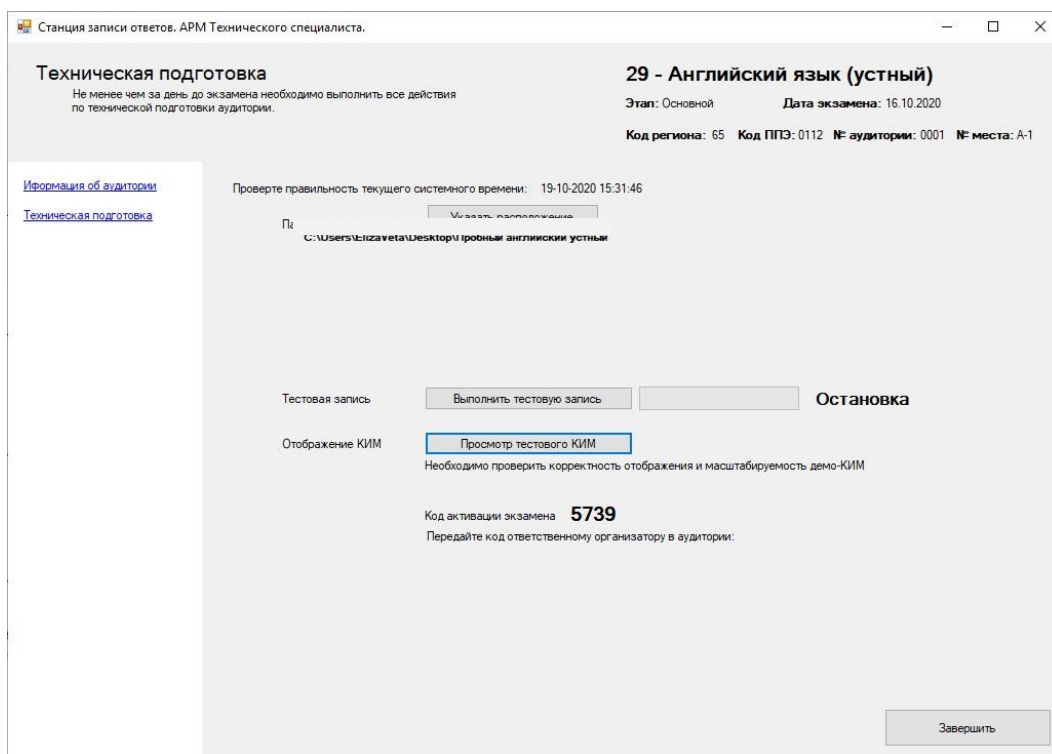 Станция записи ответов. АРМ Технического специалиста.
Техническая подготовка
Не менее чем за день до экзамена необходимо выполнить все действия
по технической подготовки аудитории.
29 - Английский язык (устный)
Этап: Основной Дата экзамена: 16.10.2020
Код региона: 65 Код ППЭ: 0112 № аудитории: 0001 № места: А-1
Иформация об аудитории
Техническая подготовка
Проверте правильность текущего системного времени: 19-10-2020 15:31:46
Указать расположение
C:\Users\Elizaveta\Desktop\Пробный английский устный
Тестовая запись Выполнить тестовую запись Остановка
Отображение КИМ Просмотр тестового КИМ
Необходимо проверить корректность отображения и масштабируемость демо-КИМ
Код активации экзамена 5739
Передайте код ответственному организатору в аудитории:
Завершить